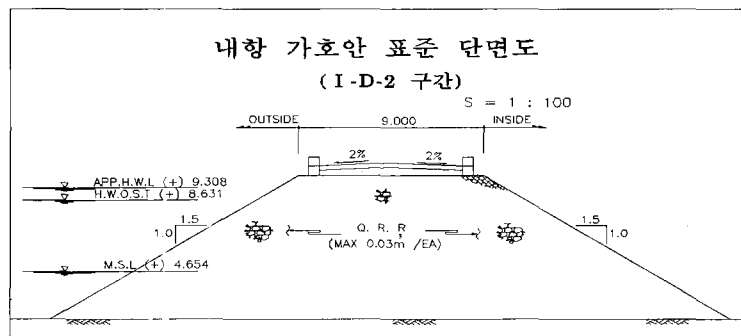 내항 가호안 표준 단면도
(I-D-2 구간)
S = 1 : 100
OUTSIDE 9.000 INSIDE
2% 2%
APP.H.W.L (+) 9.308
H.W.O.S.T (+) 8.631
1.5 1.5
1.0 1.0
Q. R. R
(MAX 0.03m³ /EA)
M.S.L (+) 4.654